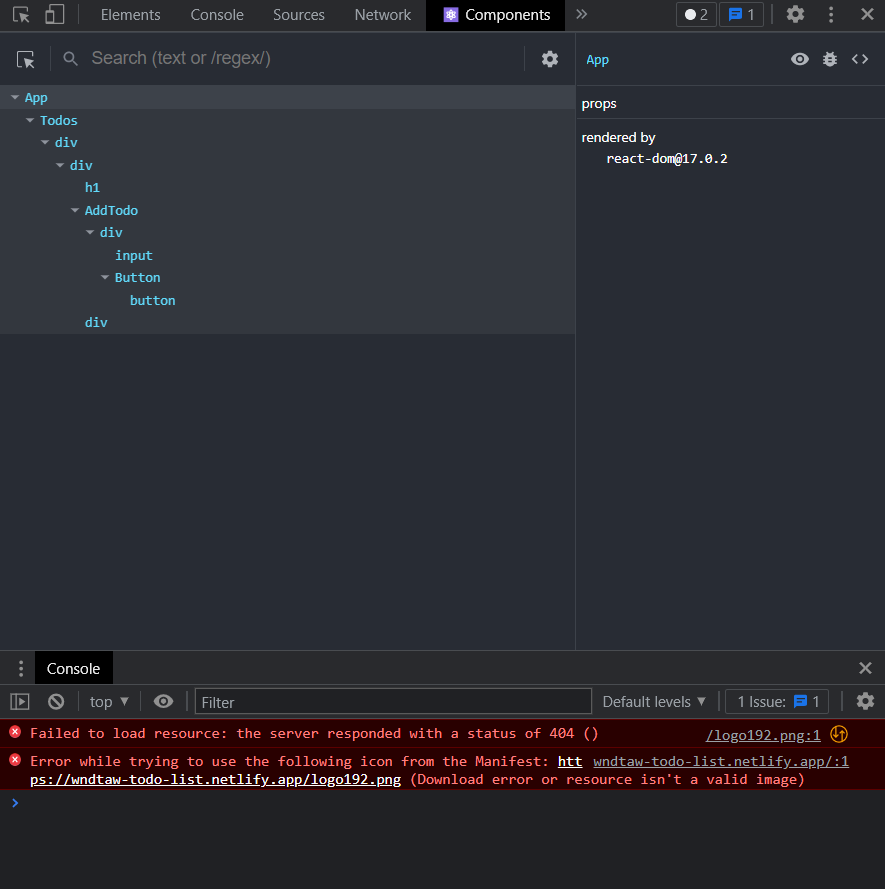 Elements Console Sources Network Components 2 1
Search (text or /regex/)
App
App
Todos
div
div
h1
AddTodo
div
input
Button
button
div
props
rendered by
react-dom@17.0.2
Console
top Filter Default levels 1 Issue: 1
Failed to load resource: the server responded with a status of 404 () /logo192.png:1
Error while trying to use the following icon from the Manifest: htt wndtaw-todo-list.netlify.app/:1
ps://wndtaw-todo-list.netlify.app/logo192.png (Download error or resource isn't a valid image)